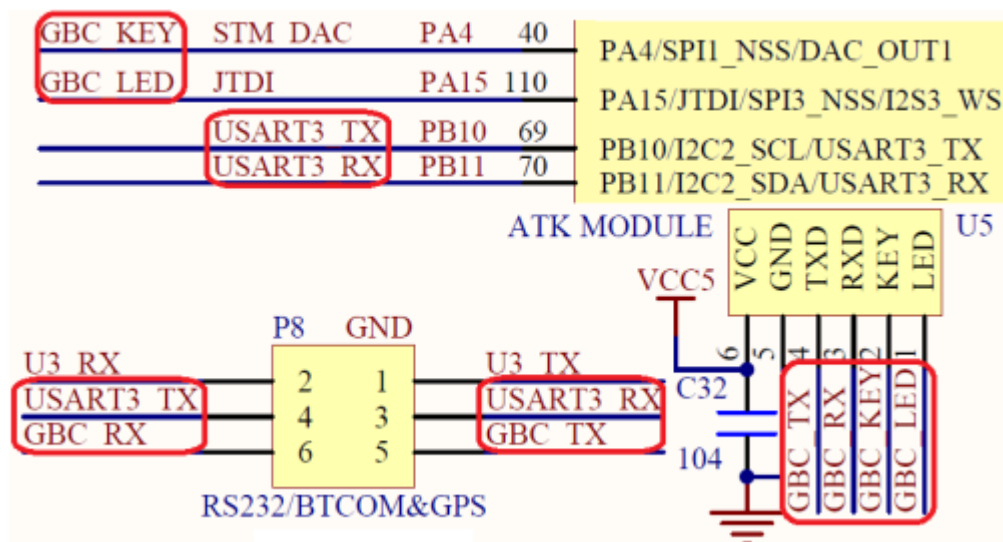 GBC_KEY STM_DAC PA4 40 PA4/SPI1_NSS/DAC_OUT1
GBC_LED JTDI PA15 110 PA15/JTDI/SPI3_NSS/I2S3_WS
USART3_TX PB10 69 PB10/I2C2_SCL/USART3_TX
USART3_RX PB11 70 PB11/I2C2_SDA/USART3_RX
ATK MODULE U5
VCC GND TXD RXD KEY LED
VCC5
6 5 4 3 2 1
GBC_TX GBC_RX GBC_KEY GBC_LED
C32
104
P8 GND
U3_RX 2 1 U3_TX
USART3_TX 4 3 USART3_RX
GBC_RX 6 5 GBC_TX
RS232/BTCOM&GPS